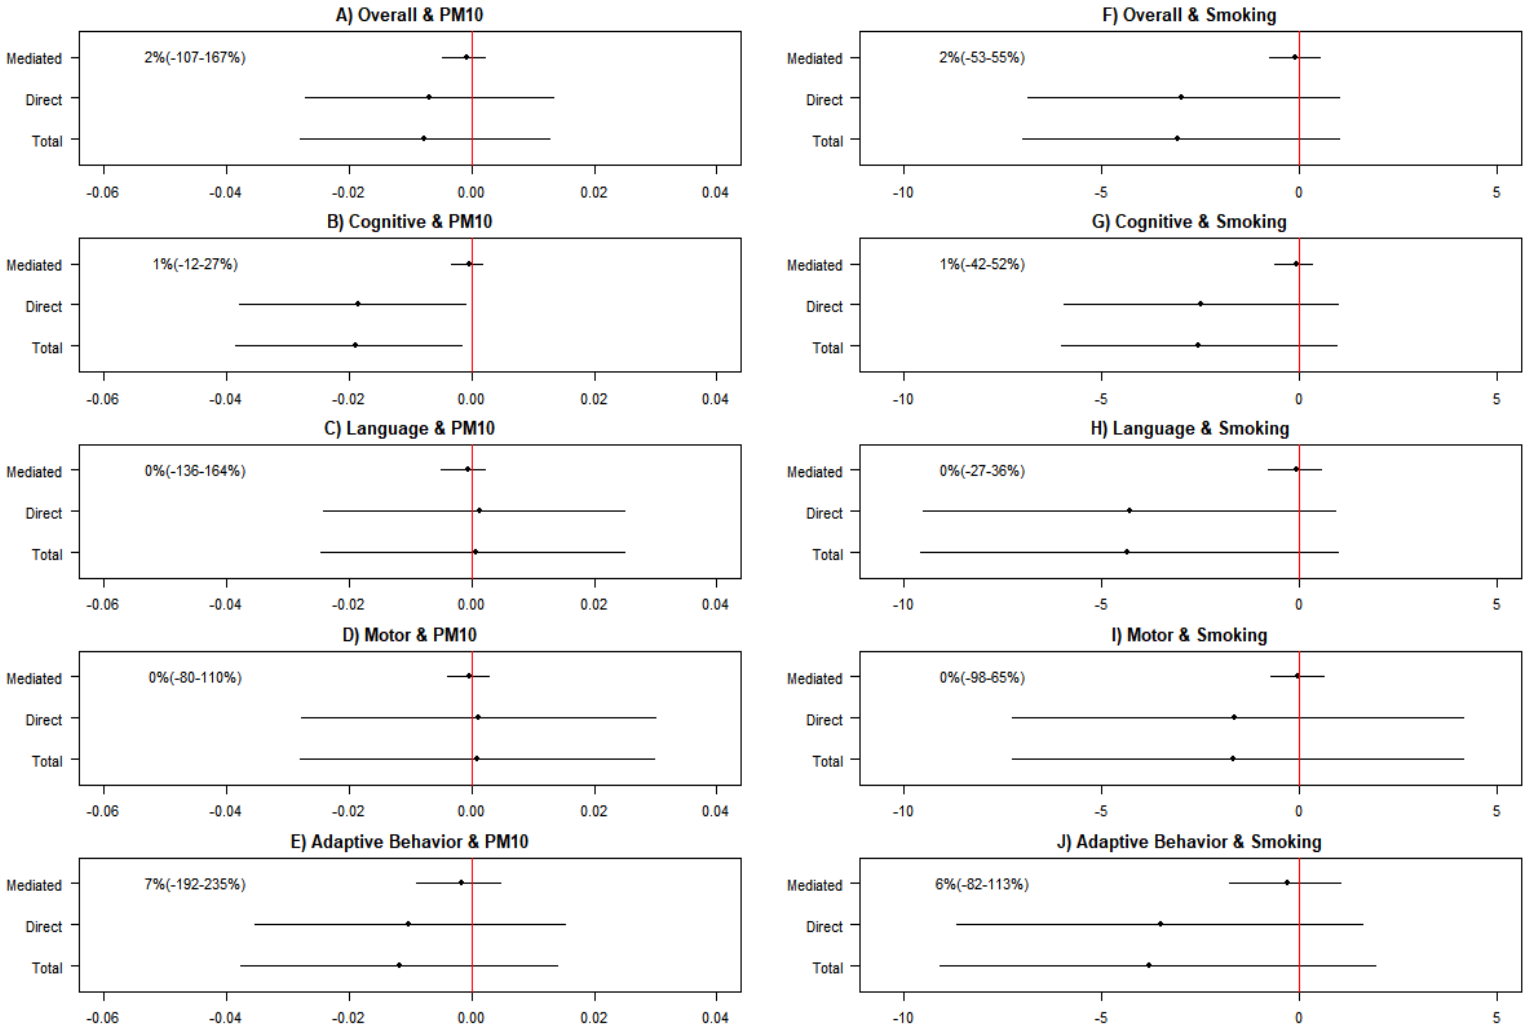 A) Overall & PM10
Mediated 2%(-107-167%)
Direct
Total
-0.06 -0.04 -0.02 0.00 0.02 0.04
B) Cognitive & PM10
Mediated 1%(-12-27%)
Direct
Total
-0.06 -0.04 -0.02 0.00 0.02 0.04
C) Language & PM10
Mediated 0%(-136-164%)
Direct
Total
-0.06 -0.04 -0.02 0.00 0.02 0.04
D) Motor & PM10
Mediated 0%(-80-110%)
Direct
Total
-0.06 -0.04 -0.02 0.00 0.02 0.04
E) Adaptive Behavior & PM10
Mediated 7%(-192-235%)
Direct
Total
-0.06 -0.04 -0.02 0.00 0.02 0.04
F) Overall & Smoking
Mediated 2%(-53-55%)
Direct
Total
-10 -5 0 5
G) Cognitive & Smoking
Mediated 1%(-42-52%)
Direct
Total
-10 -5 0 5
H) Language & Smoking
Mediated 0%(-27-36%)
Direct
Total
-10 -5 0 5
I) Motor & Smoking
Mediated 0%(-98-65%)
Direct
Total
-10 -5 0 5
J) Adaptive Behavior & Smoking
Mediated 6%(-82-113%)
Direct
Total
-10 -5 0 5